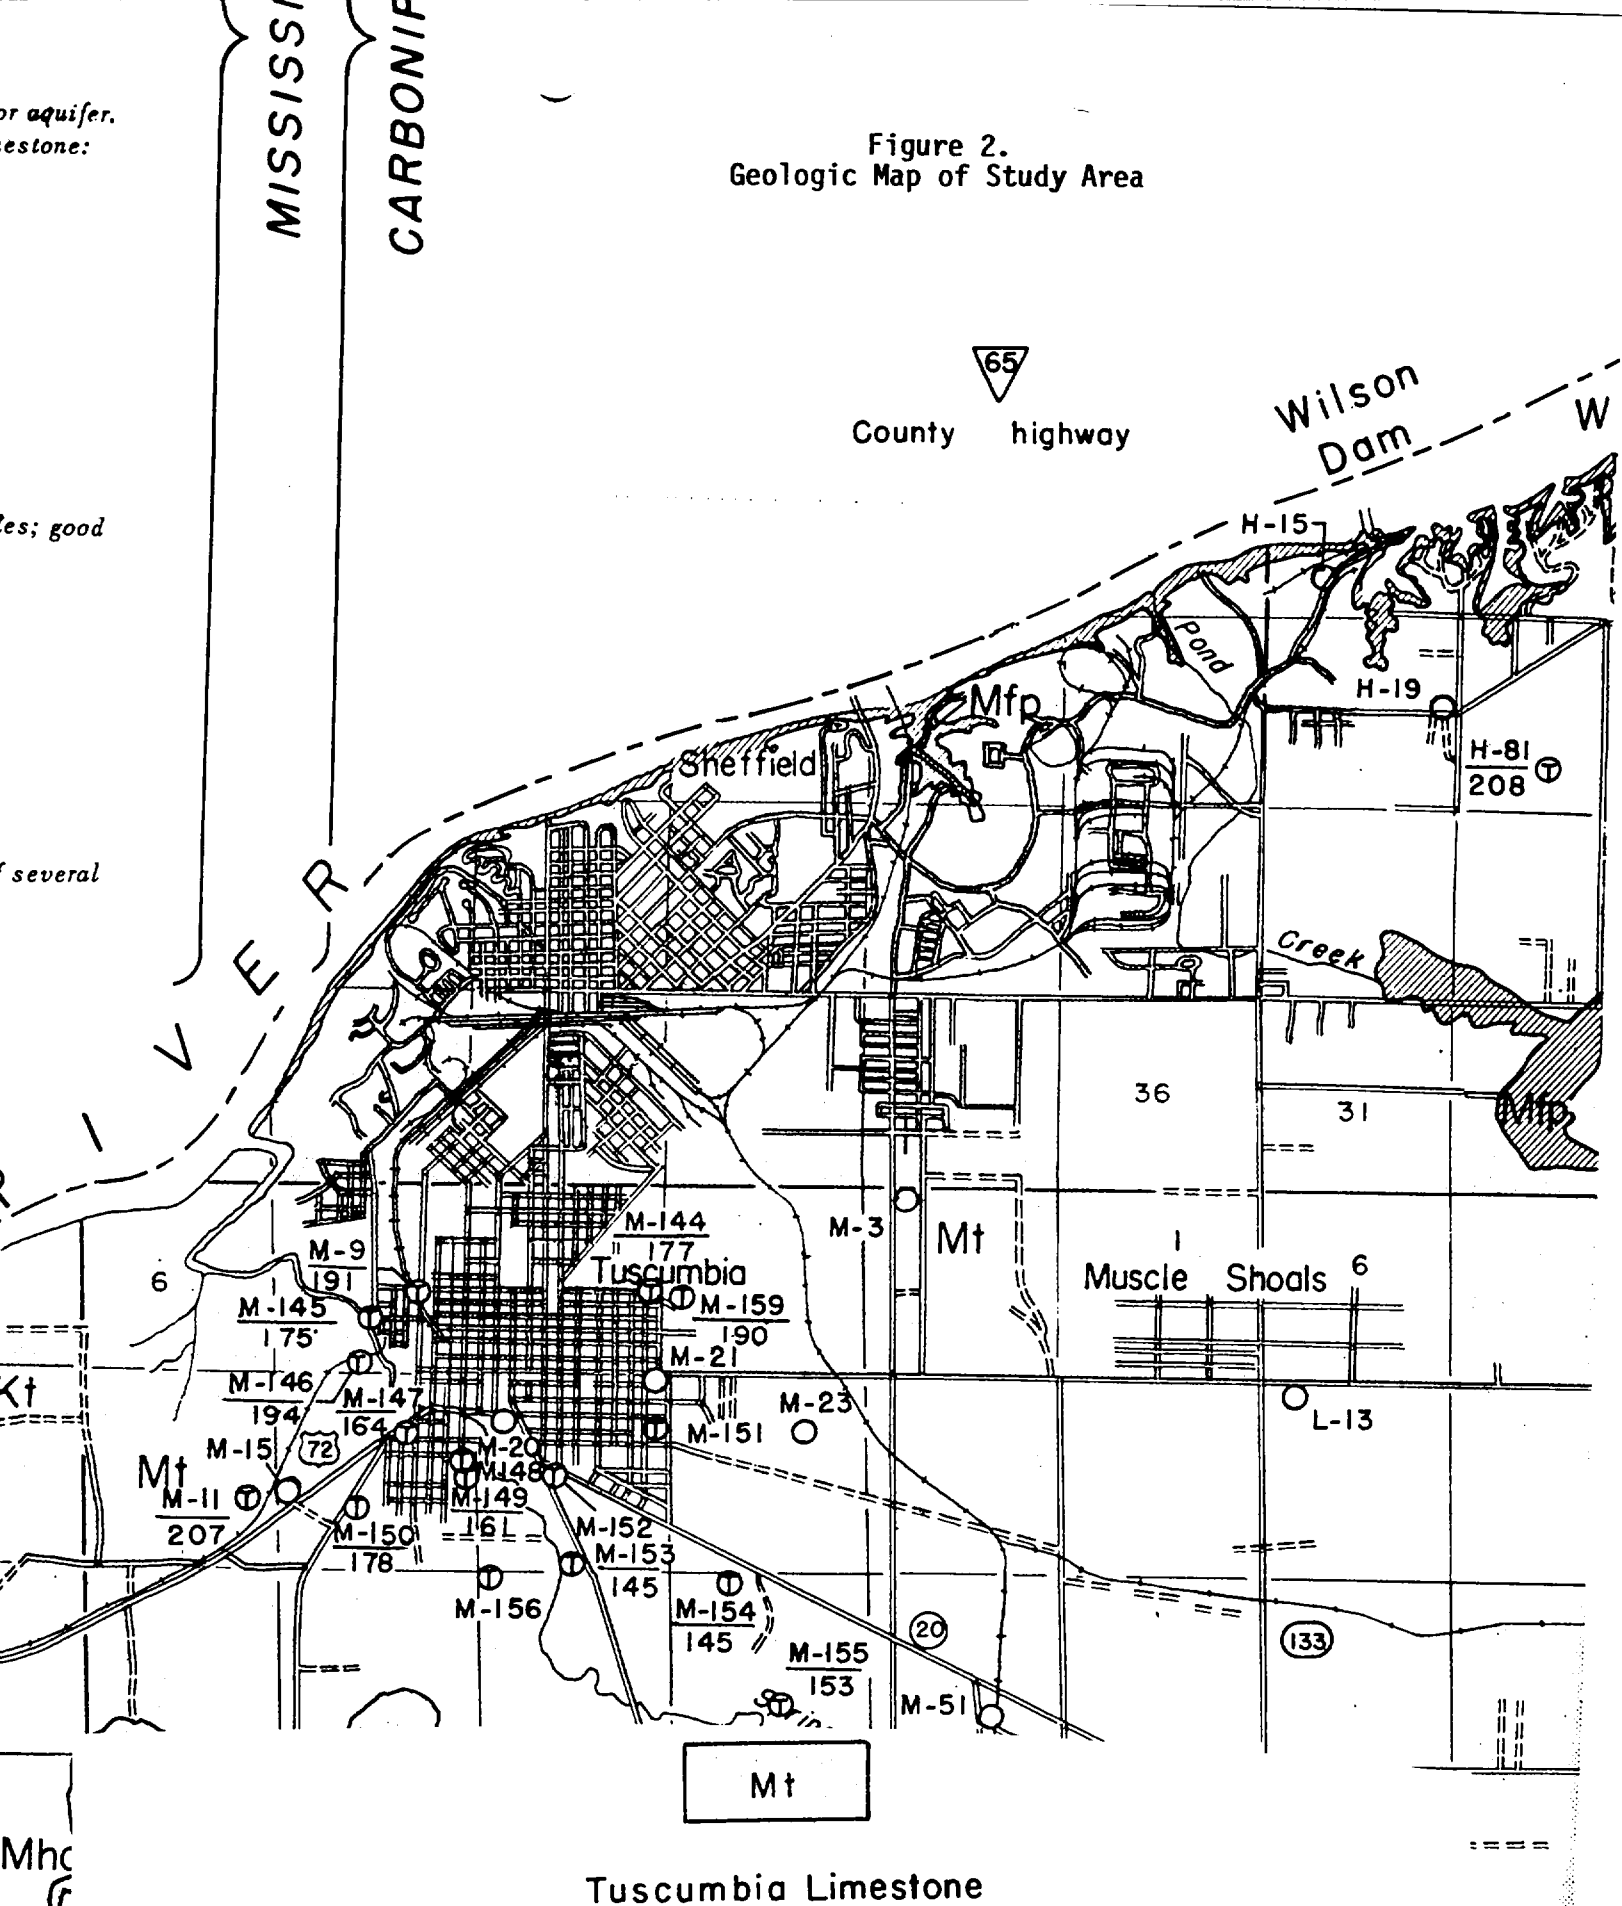 MISSISSI
CARBONIF
or aquifer.
estone:
Figure 2.
Geologic Map of Study Area
65
County highway
Wilson
Dam
W
les; good
H-15
Pond
H-19
Mfp
H-81
208
Sheffield
f several
R
E
V
I
R
Creek
36
31
Mfp
M-144
177
M-3
Mt
1
M-9
191
Tuscumbia
Muscle Shoals
6
6
M-145
175
M-159
190
M-21
Kt
M-146
194
M-147
164
M-23
L-13
M-151
M-15
72
M-20
M-148
Mt
M-11
207
M-149
161
M-150
178
M-152
M-153
145
M-156
M-154
145
20
133
M-155
153
M-51
Mt
Tuscumbia Limestone